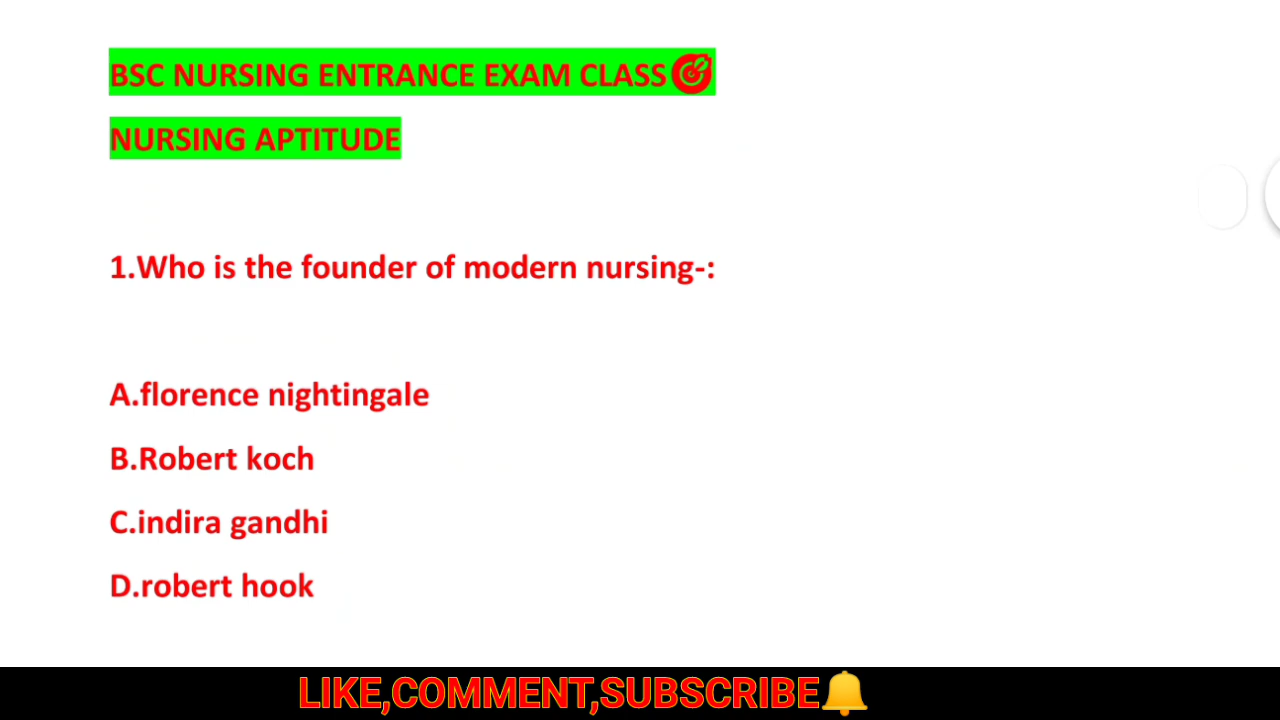 BSC NURSING ENTRANCE EXAM CLASS🎯
NURSING APTITUDE
1.Who is the founder of modern nursing-:
A.florence nightingale
B.Robert koch
C.indira gandhi
D.robert hook
LIKE,COMMENT,SUBSCRIBE🔔